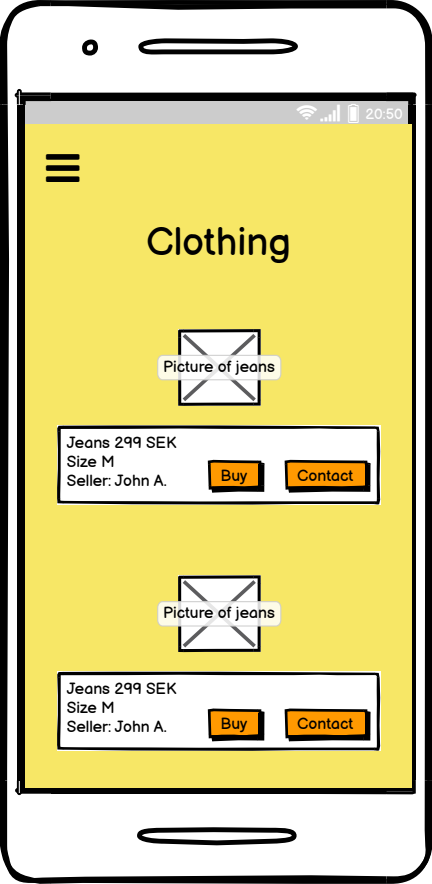 20:50
Clothing
Picture of jeans
Jeans 299 SEK
Size M
Seller: John A.
Buy
Contact
Picture of jeans
Jeans 299 SEK
Size M
Seller: John A.
Buy
Contact